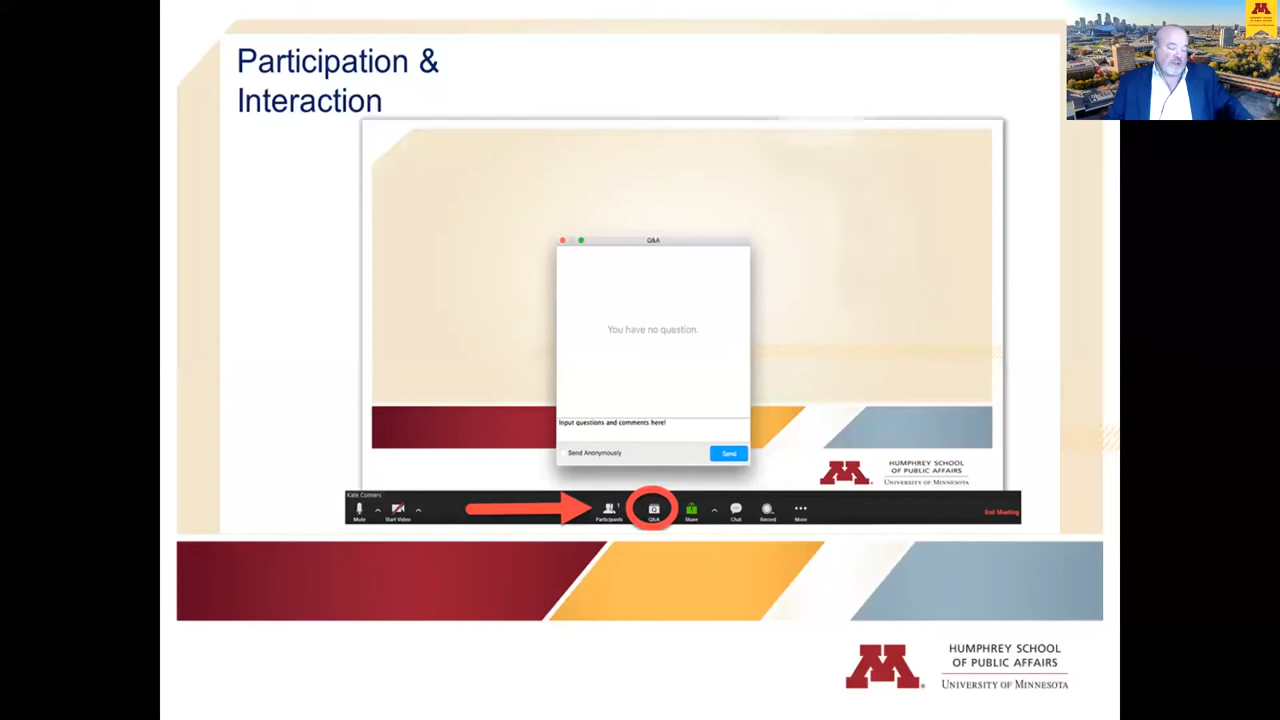 Participation &
Interaction
Q&A
You have no question.
Input questions and comments here!
Send Anonymously
Send
HUMPHREY SCHOOL
OF PUBLIC AFFAIRS
UNIVERSITY OF MINNESOTA
Kate Conners
Mute
Start Video
Participants
1
Q&A
Share
Chat
Record
More
End Meeting
HUMPHREY SCHOOL
OF PUBLIC AFFAIRS
UNIVERSITY OF MINNESOTA